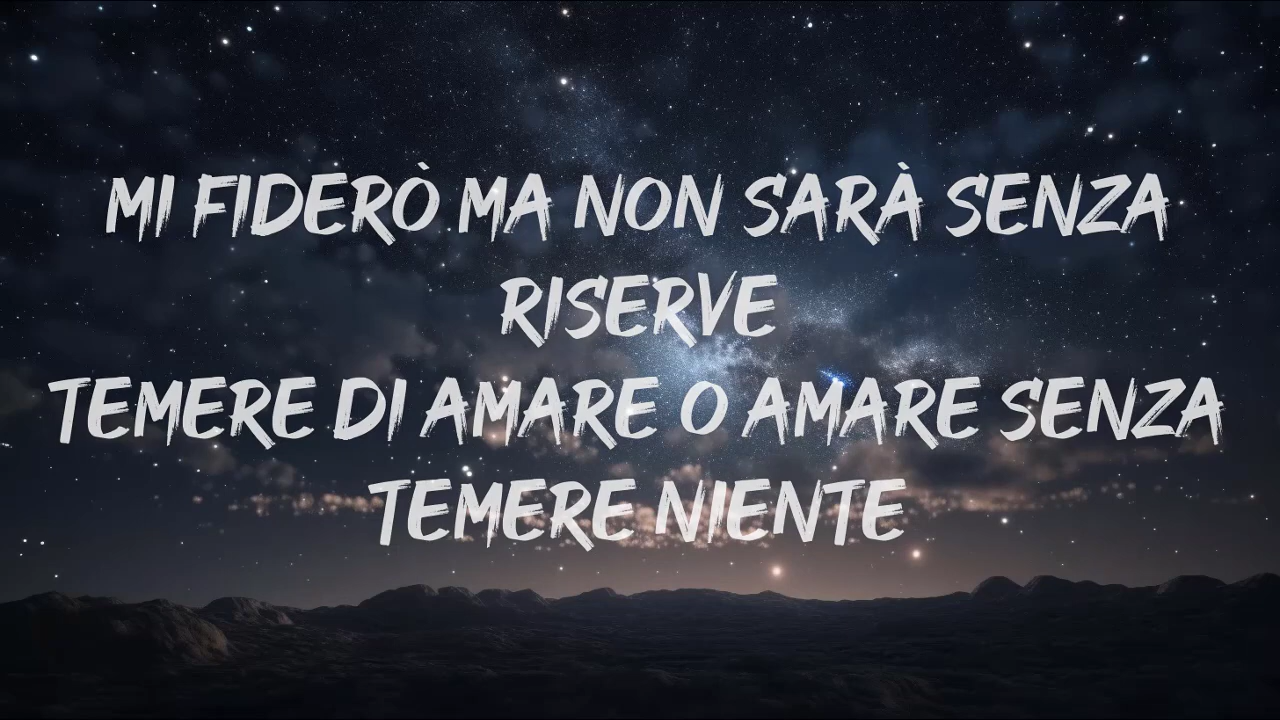 MI FIDERÒ MA NON SARÀ SENZA
RISERVE
TEMERE DI AMARE O AMARE SENZA
TEMERE NIENTE